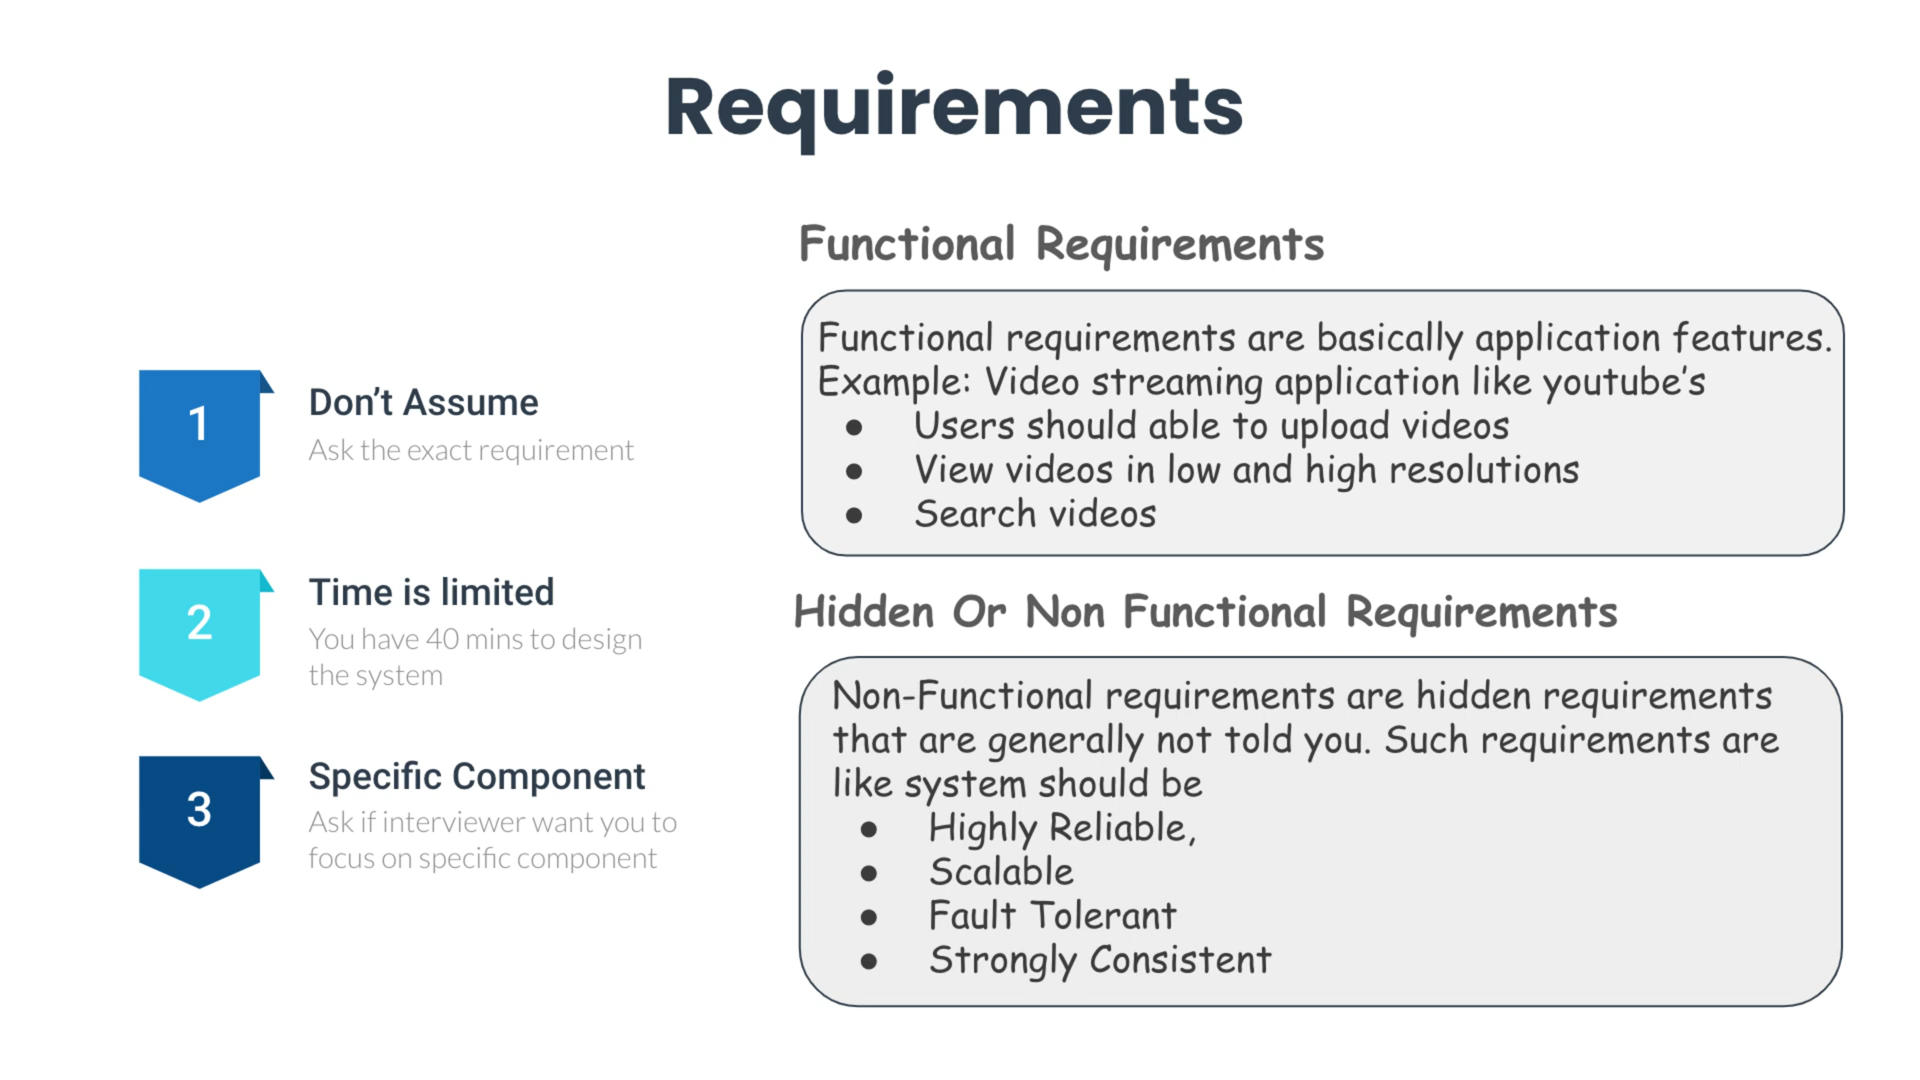 Requirements
1
Don’t Assume
Ask the exact requirement
2
Time is limited
You have 40 mins to design
the system
3
Specific Component
Ask if interviewer want you to
focus on specific component
Functional Requirements
Functional requirements are basically application features.
Example: Video streaming application like youtube’s
● Users should able to upload videos
● View videos in low and high resolutions
● Search videos
Hidden Or Non Functional Requirements
Non-Functional requirements are hidden requirements
that are generally not told you. Such requirements are
like system should be
● Highly Reliable,
● Scalable
● Fault Tolerant
● Strongly Consistent